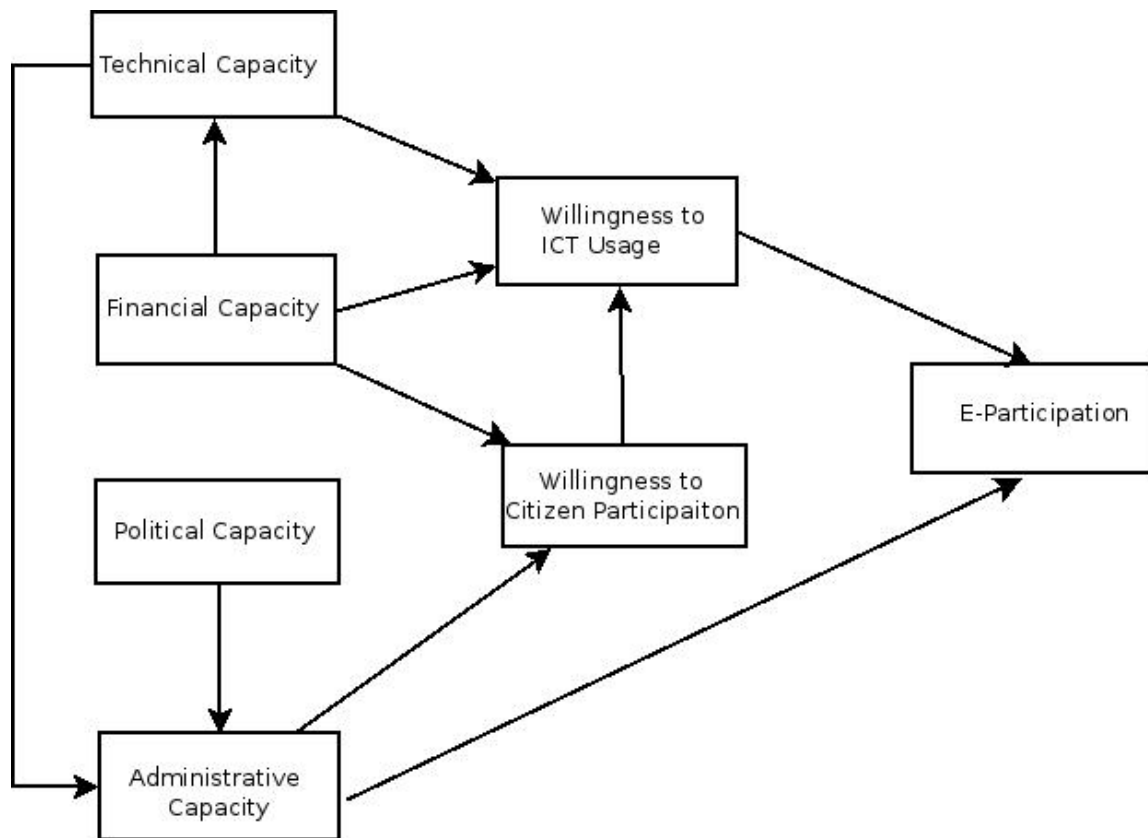 Technical Capacity
Willingness to
ICT Usage
Financial Capacity
E-Participation
Willingness to
Citizen Participaiton
Political Capacity
Administrative
Capacity